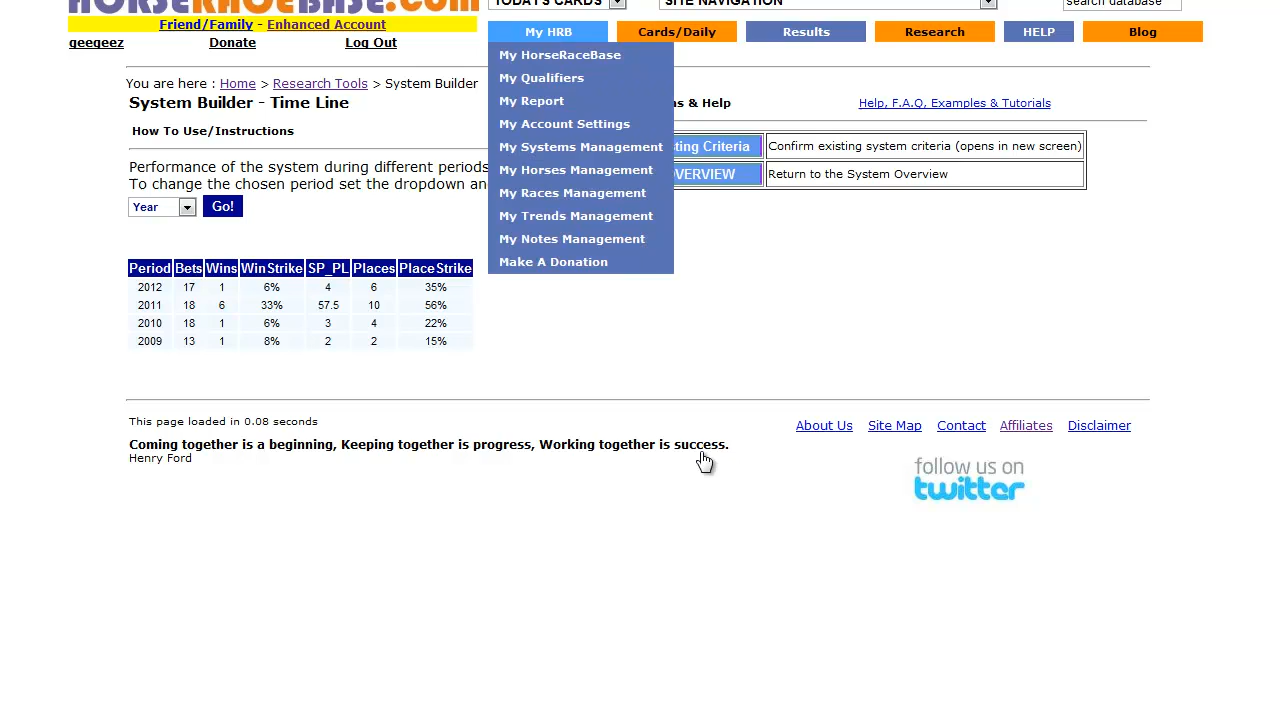 HORSERACEBASE.com
TODAY'S CARDS
SITE NAVIGATION
search database
Friend/Family - Enhanced Account
geegeez Donate Log Out
My HRB Cards/Daily Results Research HELP Blog
My HorseRaceBase
My Qualifiers
My Report
My Account Settings
My Systems Management
My Horses Management
My Races Management
My Trends Management
My Notes Management
Make A Donation
You are here : Home > Research Tools > System Builder
System Builder - Time Line
s & Help
Help, F.A.Q, Examples & Tutorials
How To Use/Instructions
sting Criteria Confirm existing system criteria (opens in new screen)
OVERVIEW Return to the System Overview
Performance of the system during different periods
To change the chosen period set the dropdown an
Year Go!
Period Bets Wins WinStrike SP_PL Places PlaceStrike
2012 17 1 6% 4 6 35%
2011 18 6 33% 57.5 10 56%
2010 18 1 6% 3 4 22%
2009 13 1 8% 2 2 15%
This page loaded in 0.08 seconds
Coming together is a beginning, Keeping together is progress, Working together is success.
Henry Ford
About Us Site Map Contact Affiliates Disclaimer
follow us on
twitter